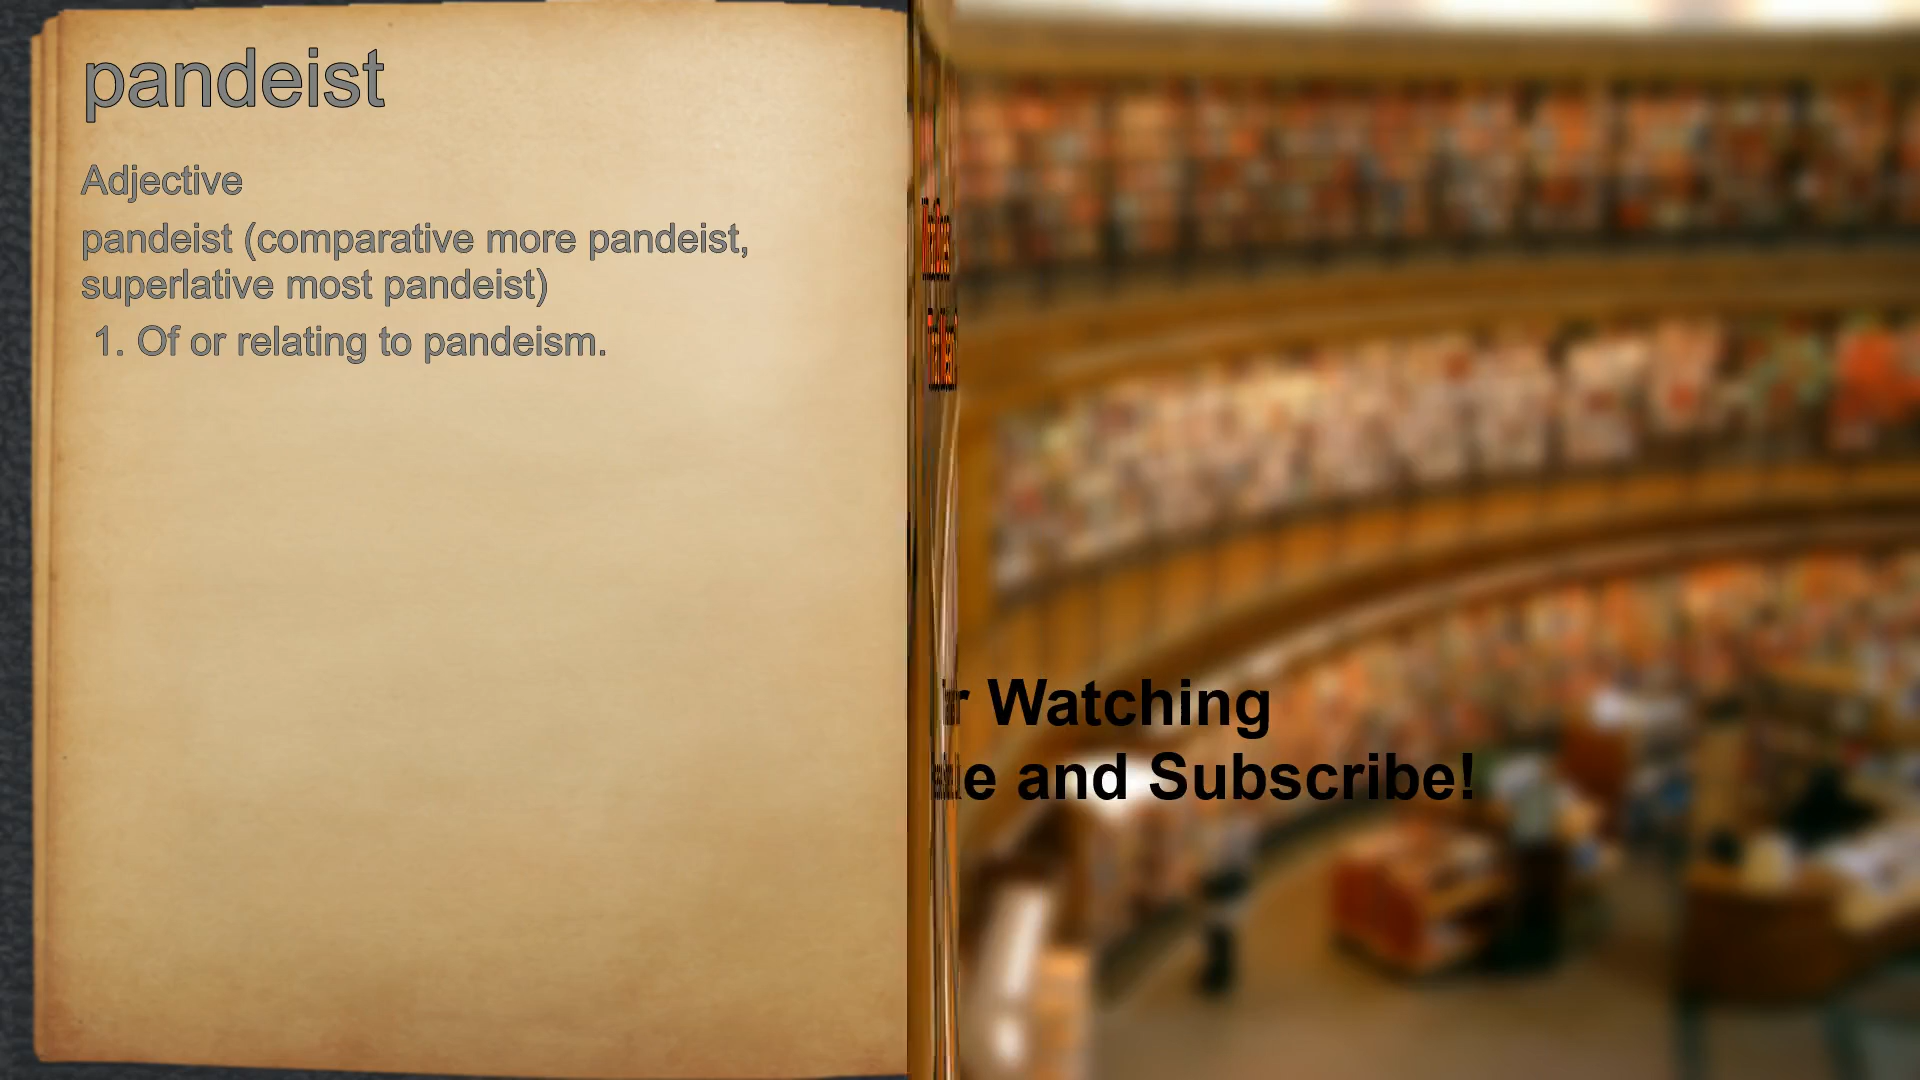 pandeist
Adjective
pandeist (comparative more pandeist,
superlative most pandeist)
1. Of or relating to pandeism.
Watching
and Subscribe!